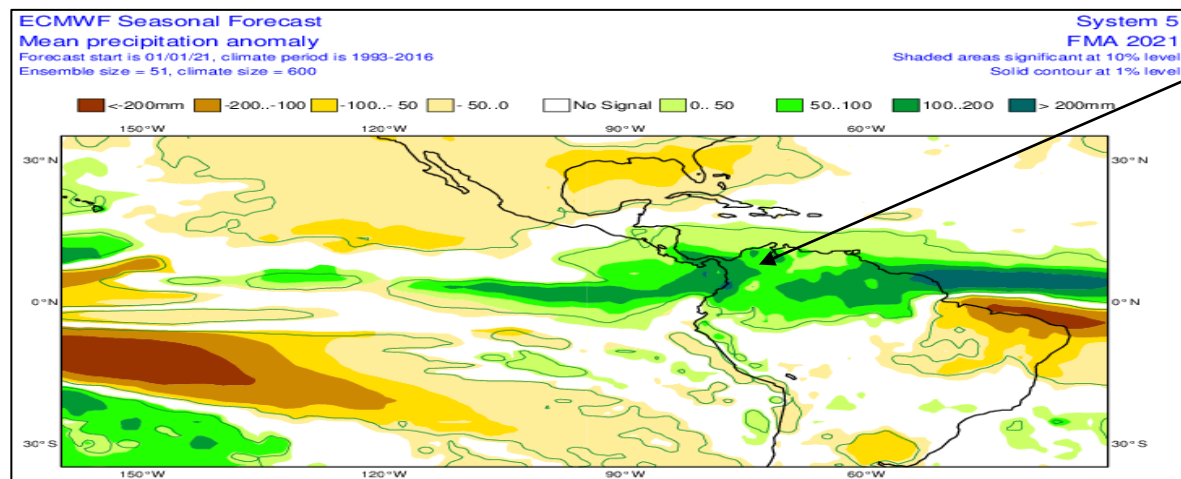 ECMWF Seasonal Forecast System 5
Mean precipitation anomaly FMA 2021
Forecast start is 01/01/21, climate period is 1993-2016 Shaded areas significant at 10% level
Ensemble size = 51, climate size = 600 Solid contour at 1% level
<-200mm -200..-100 -100..- 50 - 50..0 No Signal 0.. 50 50..100 100..200 > 200mm
150°W 120°W 90°W 60°W
30°N 30°N
0°N 0°N
30°S 30°S
150°W 120°W 90°W 60°W